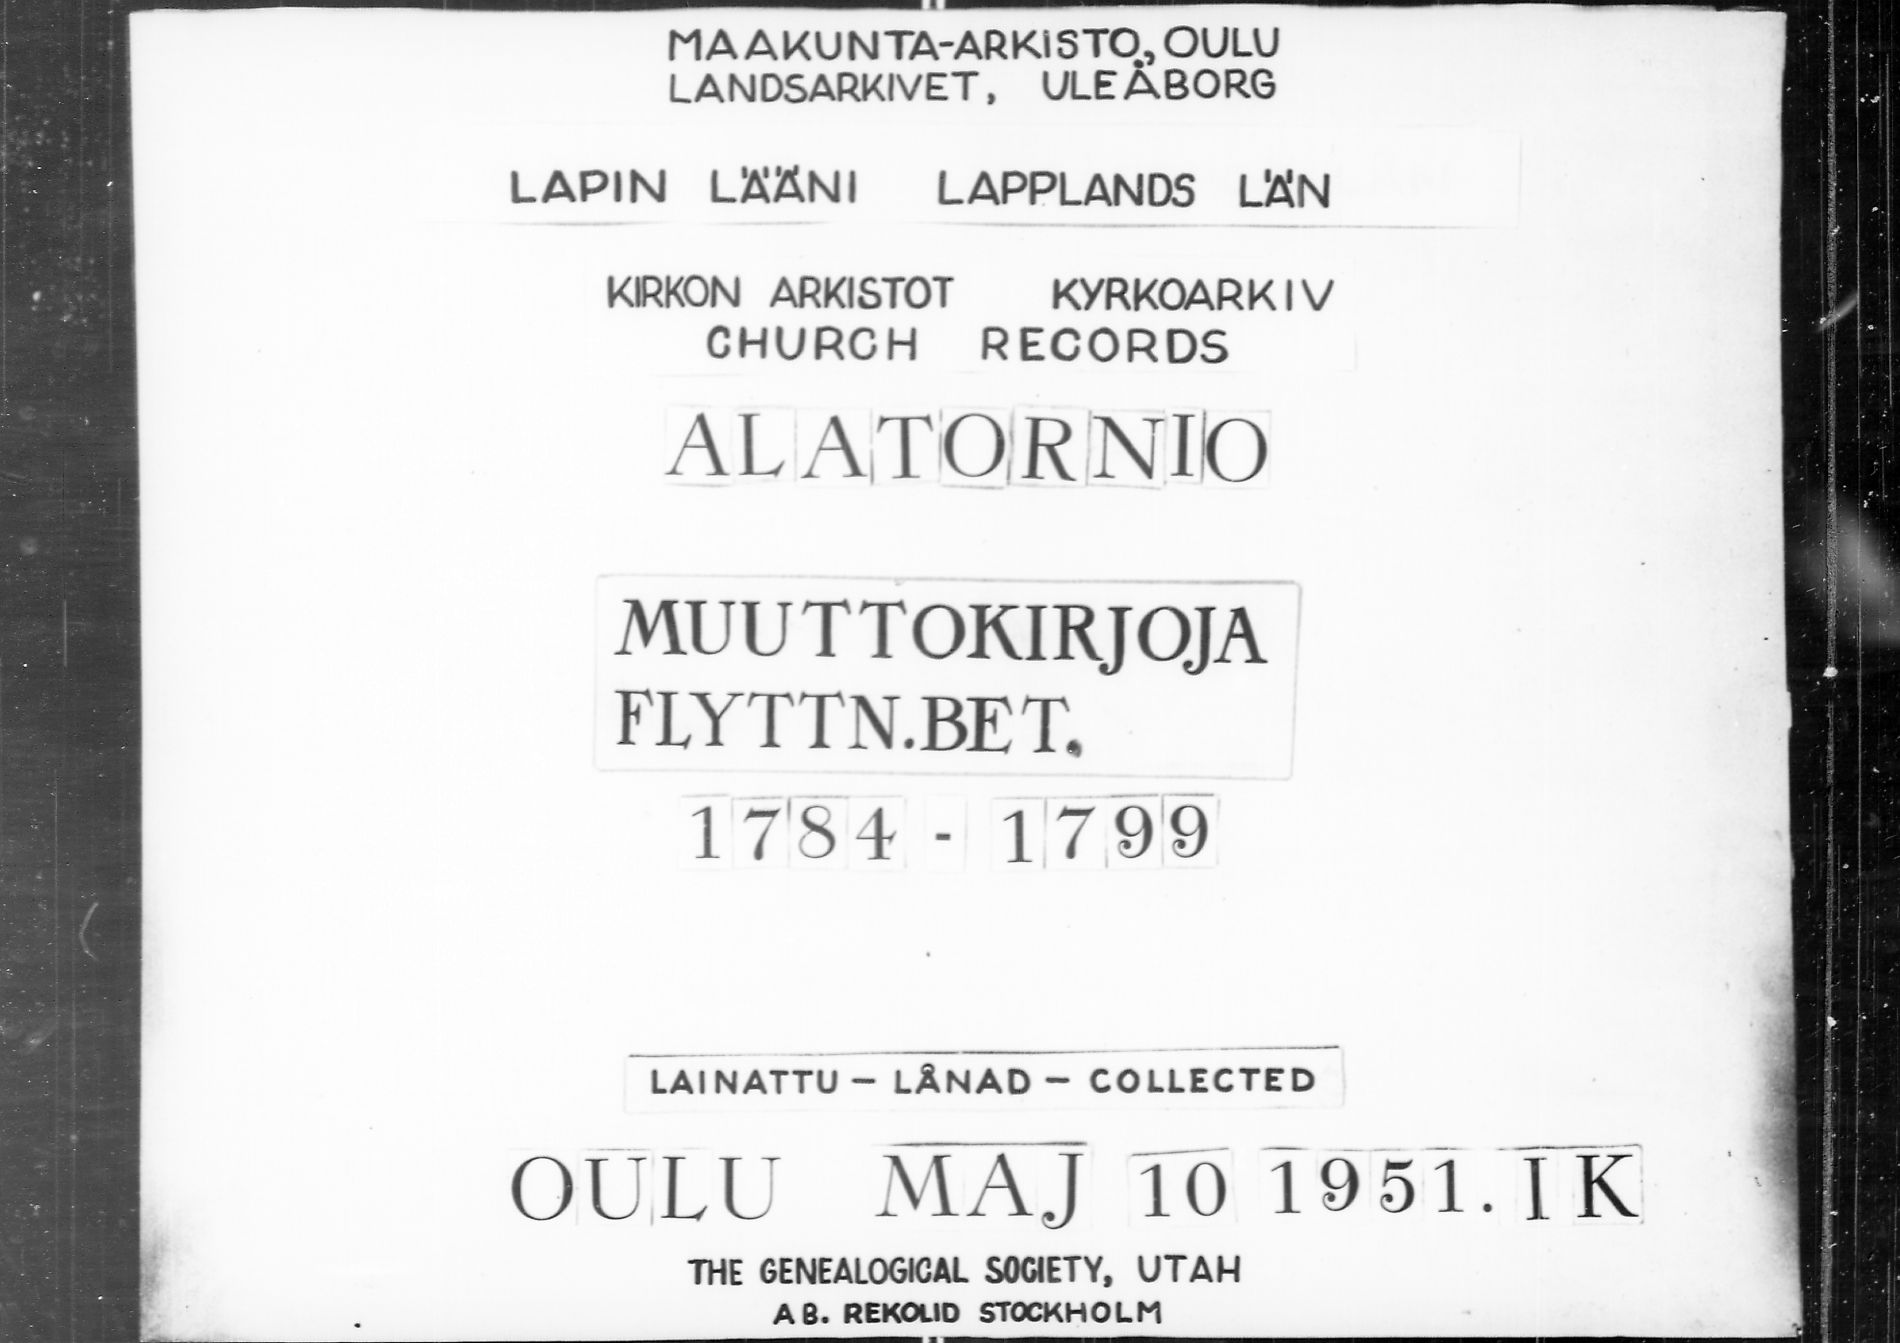 MAAKUNTA-ARKISTO, OULU
LANDSARKIVET, ULEÅBORG
LAPIN LÄÄNI LAPPLANDS LÄN
KIRKON ARKISTOT KYRKOARKIV
CHURCH RECORDS
ALATORNIO
MUUTTOKIRJOJA
FLYTTN.BET.
1784 - 1799
LAINATTU – LÅNAD – COLLECTED
OULU MAJ 10 1951. IK
THE GENEALOGICAL SOCIETY, UTAH
AB. REKOLID STOCKHOLM